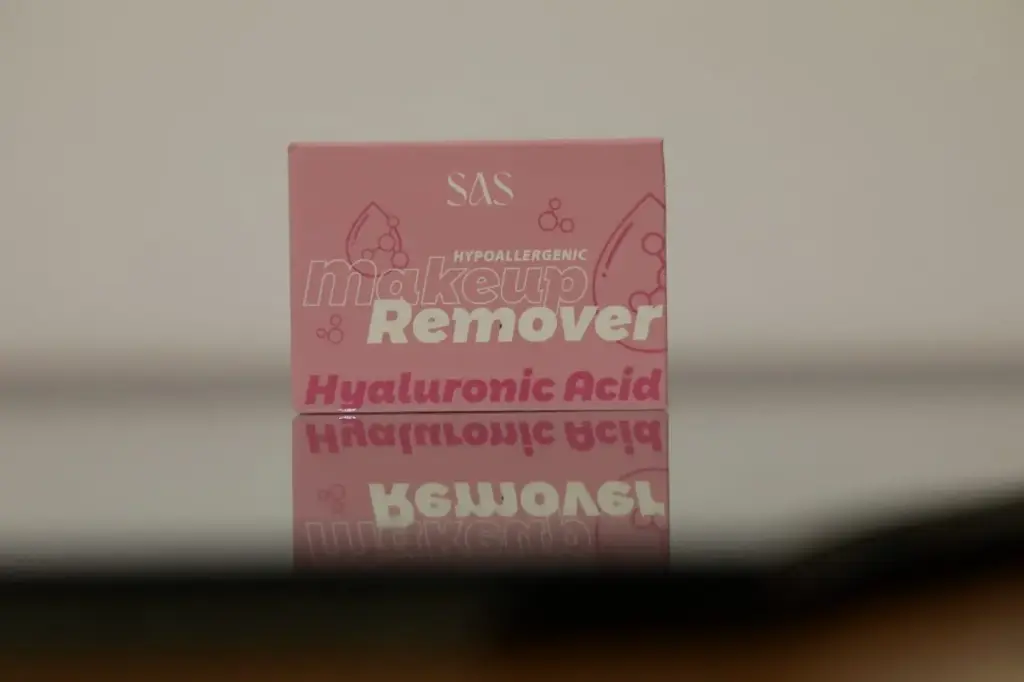 SAS
HYPOALLERGENIC
makeup
Remover
Hyaluronic Acid